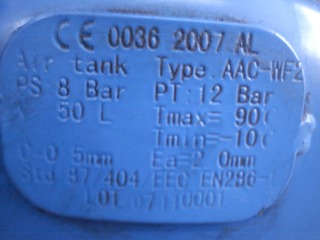 CE 0036 2007 AL
Air tank Type: AAC-WF2
PS: 8 Bar PT: 12 Bar
50 L Tmax= 90
Tmin=-10
C=0 5mm Ea=2 0mm
Std 87/404/EEC EN286-
LOT 07110001